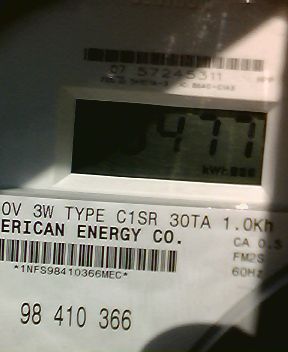 07 57245311
477
kWh
0V 3W TYPE C1SR 30TA 1.0Kh
ERICAN ENERGY CO.
CA 0.5
FM2S
*1NFS98410366MEC*
60Hz
98 410 366